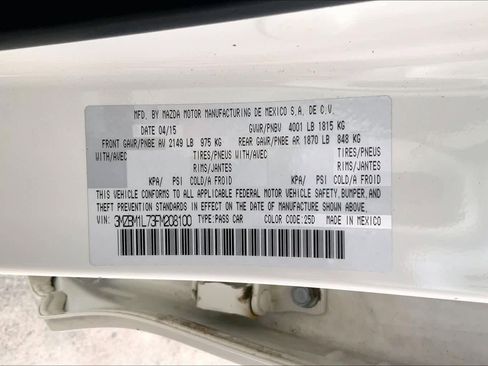 MFD. BY MAZDA MOTOR MANUFACTURING DE MEXICO S.A. DE C.V.
DATE 04/15 GVWR/PNBV 4001 LB 1815 KG
FRONT GAWR/PNBE AV 2149 LB 975 KG REAR GAWR/PNBE AR 1870 LB 848 KG
WITH/AVEC TIRES/PNEUS WITH/AVEC TIRES/PNEUS
RIMS/JANTES RIMS/JANTES
KPA/ PSI COLD/A FROID KPA/ PSI COLD/A FROID
THIS VEHICLE CONFORMS TO ALL APPLICABLE FEDERAL MOTOR VEHICLE SAFETY, BUMPER, AND
THEFT PREVENTION STANDARDS IN EFFECT ON THE DATE OF MANUFACTURE SHOWN ABOVE.
VIN: 3MZBM1L73FM208100 TYPE:PASS CAR COLOR CODE:25D MADE IN MEXICO